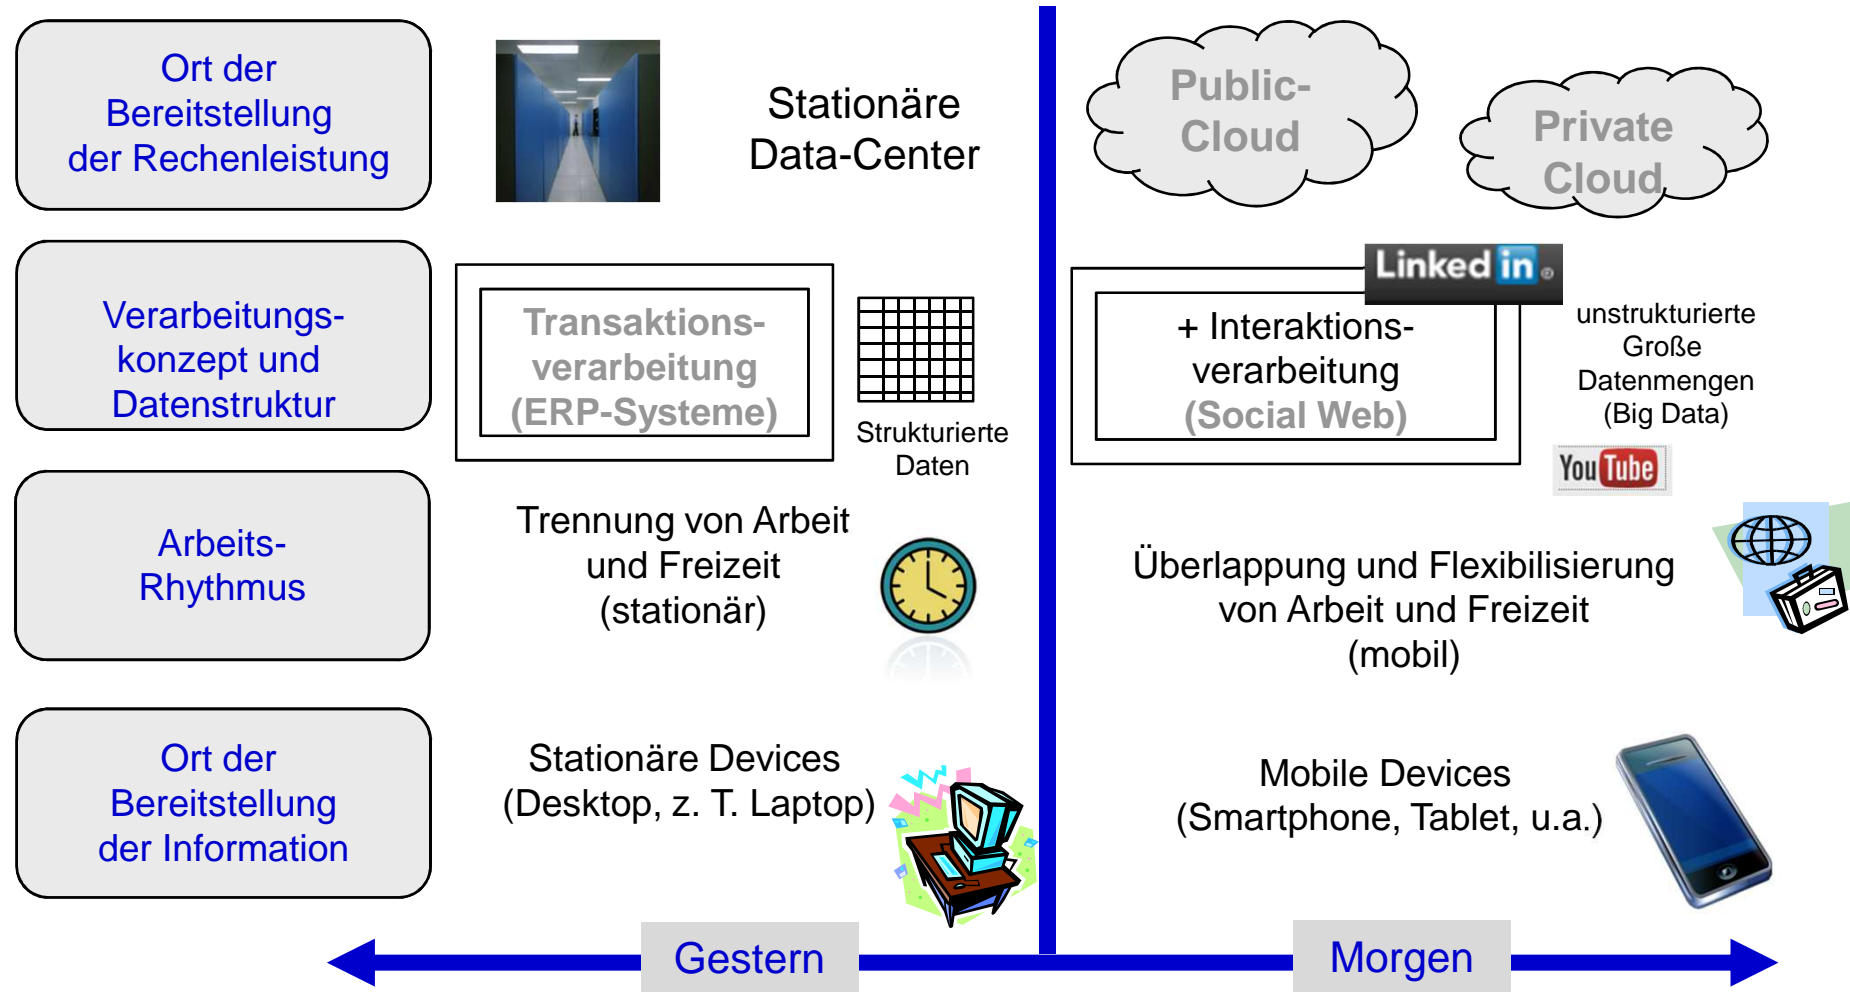 Ort der
Bereitstellung
der Rechenleistung
Stationäre
Data-Center
Public-
Cloud
Private
Cloud
Verarbeitungs-
konzept und
Datenstruktur
Transaktions-
verarbeitung
(ERP-Systeme)
Strukturierte
Daten
Linked in
+ Interaktions-
verarbeitung
(Social Web)
unstrukturierte
Große
Datenmengen
(Big Data)
YouTube
Arbeits-
Rhythmus
Trennung von Arbeit
und Freizeit
(stationär)
Überlappung und Flexibilisierung
von Arbeit und Freizeit
(mobil)
Ort der
Bereitstellung
der Information
Stationäre Devices
(Desktop, z. T. Laptop)
Mobile Devices
(Smartphone, Tablet, u.a.)
Gestern
Morgen